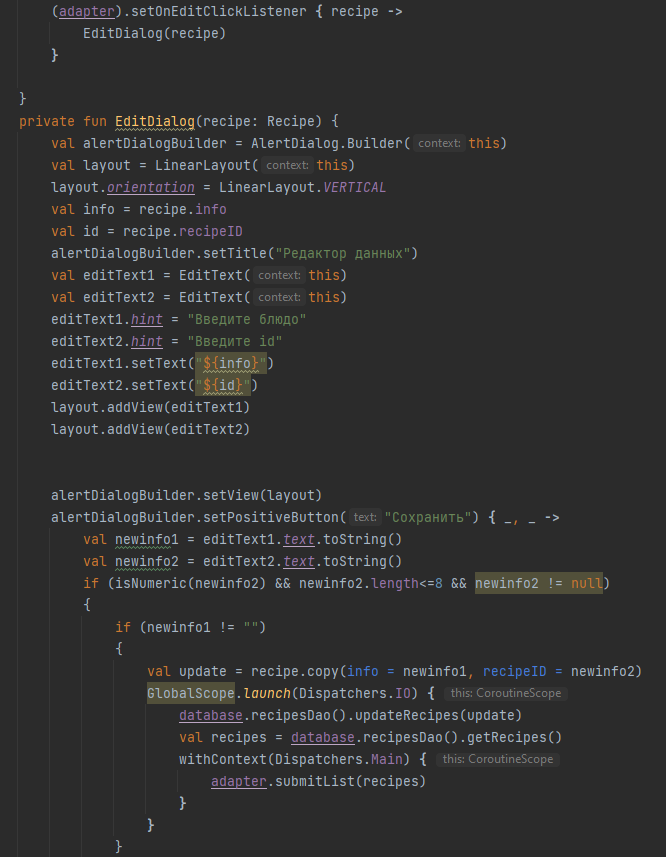 (adapter).setOnEditClickListener { recipe ->
EditDialog(recipe)
}
}
private fun EditDialog(recipe: Recipe) {
val alertDialogBuilder = AlertDialog.Builder( context: this)
val layout = LinearLayout( context: this)
layout.orientation = LinearLayout.VERTICAL
val info = recipe.info
val id = recipe.recipeID
alertDialogBuilder.setTitle("Редактор данных")
val editText1 = EditText( context: this)
val editText2 = EditText( context: this)
editText1.hint = "Введите блюдо"
editText2.hint = "Введите id"
editText1.setText("${info}")
editText2.setText("${id}")
layout.addView(editText1)
layout.addView(editText2)
alertDialogBuilder.setView(layout)
alertDialogBuilder.setPositiveButton( text: "Сохранить") { _, _ ->
val newinfo1 = editText1.text.toString()
val newinfo2 = editText2.text.toString()
if (isNumeric(newinfo2) && newinfo2.length<=8 && newinfo2 != null)
{
if (newinfo1 != "")
{
val update = recipe.copy(info = newinfo1, recipeID = newinfo2)
GlobalScope.launch(Dispatchers.IO) { this: CoroutineScope
database.recipesDao().updateRecipes(update)
val recipes = database.recipesDao().getRecipes()
withContext(Dispatchers.Main) { this: CoroutineScope
adapter.submitList(recipes)
}
}
}